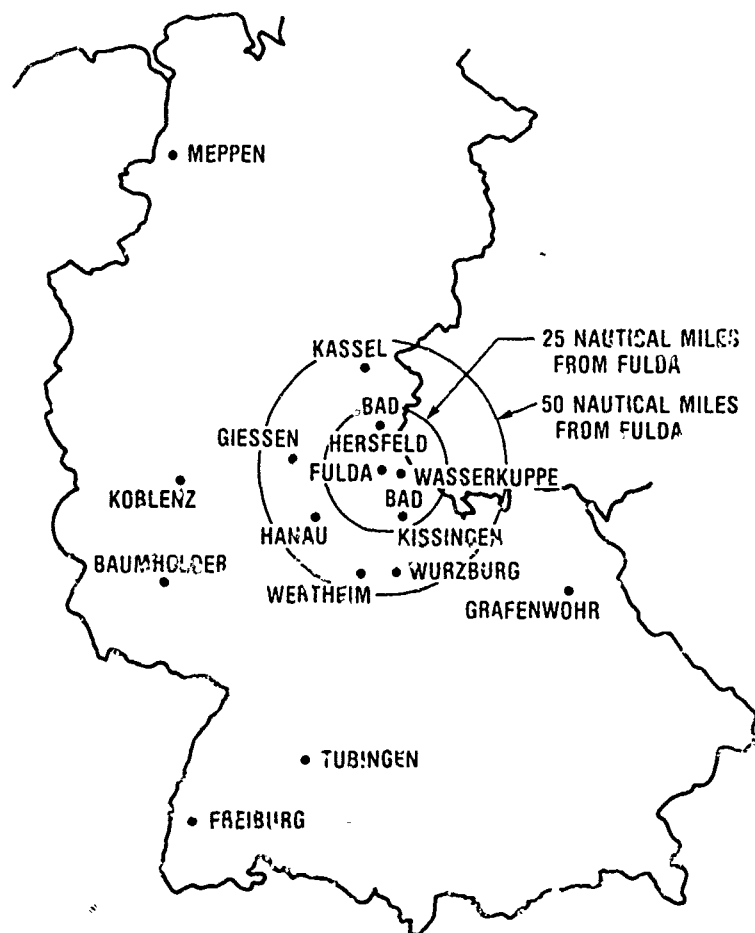 MEPPEN
KASSEL
25 NAUTICAL MILES
FROM FULDA
50 NAUTICAL MILES
FROM FULDA
BAD
HERSFELD
GIESSEN
FULDA
WASSERKUPPE
KOBLENZ
BAD
KISSINGEN
HANAU
BAUMHOLDER
WERTHEIM
WURZBURG
GRAFENWOHR
TUBINGEN
FREIBURG